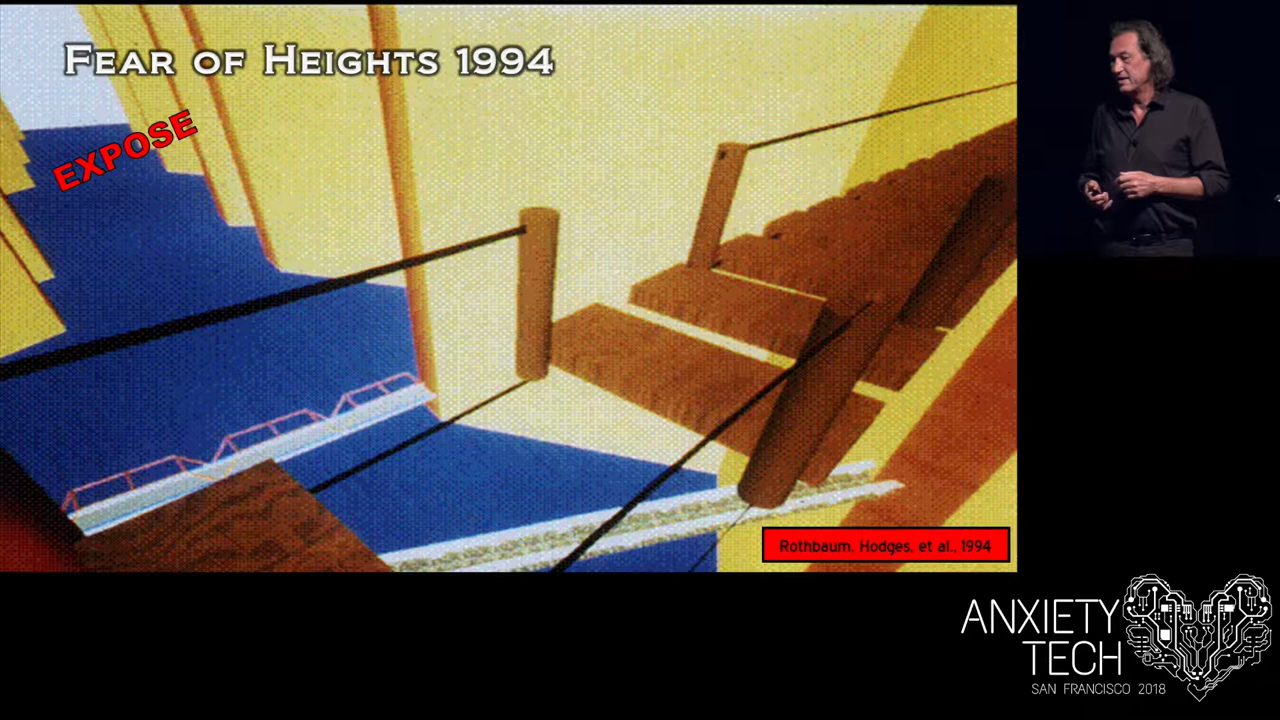 FEAR OF HEIGHTS 1994
EXPOSE
Rothbaum, Hodges, et al., 1994
ANXIETY
TECH
SAN FRANCISCO 2018